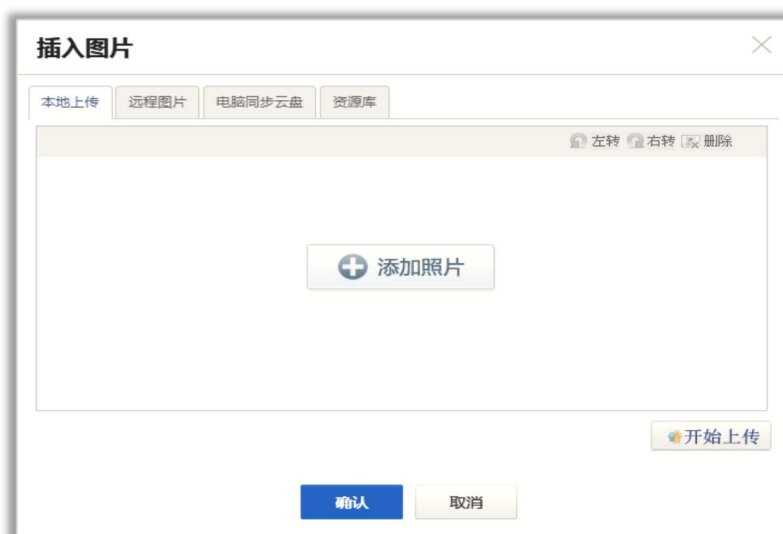 插入图片
本地上传 远程图片 电脑同步云盘 资源库
左转 右转 删除
添加照片
开始上传
确认 取消